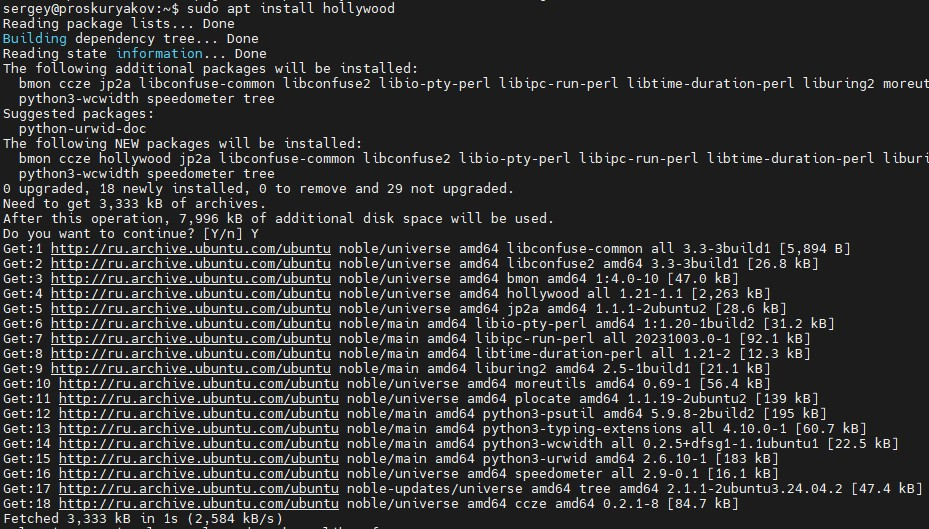 sergey@proskuryakov:~$ sudo apt install hollywood
Reading package lists... Done
Building dependency tree... Done
Reading state information... Done
The following additional packages will be installed:
  bmon ccze jp2a libconfuse-common libconfuse2 libio-pty-perl libipc-run-perl libtime-duration-perl liburing2 moreut
  python3-wcwidth speedometer tree
Suggested packages:
  python-urwid-doc
The following NEW packages will be installed:
  bmon ccze hollywood jp2a libconfuse-common libconfuse2 libio-pty-perl libipc-run-perl libtime-duration-perl liburi
  python3-wcwidth speedometer tree
0 upgraded, 18 newly installed, 0 to remove and 29 not upgraded.
Need to get 3,333 kB of archives.
After this operation, 7,996 kB of additional disk space will be used.
Do you want to continue? [Y/n] Y
Get:1 http://ru.archive.ubuntu.com/ubuntu noble/universe amd64 libconfuse-common all 3.3-3build1 [5,894 B]
Get:2 http://ru.archive.ubuntu.com/ubuntu noble/universe amd64 libconfuse2 amd64 3.3-3build1 [26.8 kB]
Get:3 http://ru.archive.ubuntu.com/ubuntu noble/universe amd64 bmon amd64 1:4.0-10 [47.0 kB]
Get:4 http://ru.archive.ubuntu.com/ubuntu noble/universe amd64 hollywood all 1.21-1.1 [2,263 kB]
Get:5 http://ru.archive.ubuntu.com/ubuntu noble/universe amd64 jp2a amd64 1.1.1-2ubuntu2 [28.6 kB]
Get:6 http://ru.archive.ubuntu.com/ubuntu noble/main amd64 libio-pty-perl amd64 1:1.20-1build2 [31.2 kB]
Get:7 http://ru.archive.ubuntu.com/ubuntu noble/main amd64 libipc-run-perl all 20231003.0-1 [92.1 kB]
Get:8 http://ru.archive.ubuntu.com/ubuntu noble/main amd64 libtime-duration-perl all 1.21-2 [12.3 kB]
Get:9 http://ru.archive.ubuntu.com/ubuntu noble/main amd64 liburing2 amd64 2.5-1build1 [21.1 kB]
Get:10 http://ru.archive.ubuntu.com/ubuntu noble/universe amd64 moreutils amd64 0.69-1 [56.4 kB]
Get:11 http://ru.archive.ubuntu.com/ubuntu noble/universe amd64 plocate amd64 1.1.19-2ubuntu2 [139 kB]
Get:12 http://ru.archive.ubuntu.com/ubuntu noble/main amd64 python3-psutil amd64 5.9.8-2build2 [195 kB]
Get:13 http://ru.archive.ubuntu.com/ubuntu noble/main amd64 python3-typing-extensions all 4.10.0-1 [60.7 kB]
Get:14 http://ru.archive.ubuntu.com/ubuntu noble/main amd64 python3-wcwidth all 0.2.5+dfsg1-1.1ubuntu1 [22.5 kB]
Get:15 http://ru.archive.ubuntu.com/ubuntu noble/main amd64 python3-urwid amd64 2.6.10-1 [183 kB]
Get:16 http://ru.archive.ubuntu.com/ubuntu noble/universe amd64 speedometer all 2.9-0.1 [16.1 kB]
Get:17 http://ru.archive.ubuntu.com/ubuntu noble-updates/universe amd64 tree amd64 2.1.1-2ubuntu3.24.04.2 [47.4 kB]
Get:18 http://ru.archive.ubuntu.com/ubuntu noble/universe amd64 ccze amd64 0.2.1-8 [84.7 kB]
Fetched 3,333 kB in 1s (2,584 kB/s)